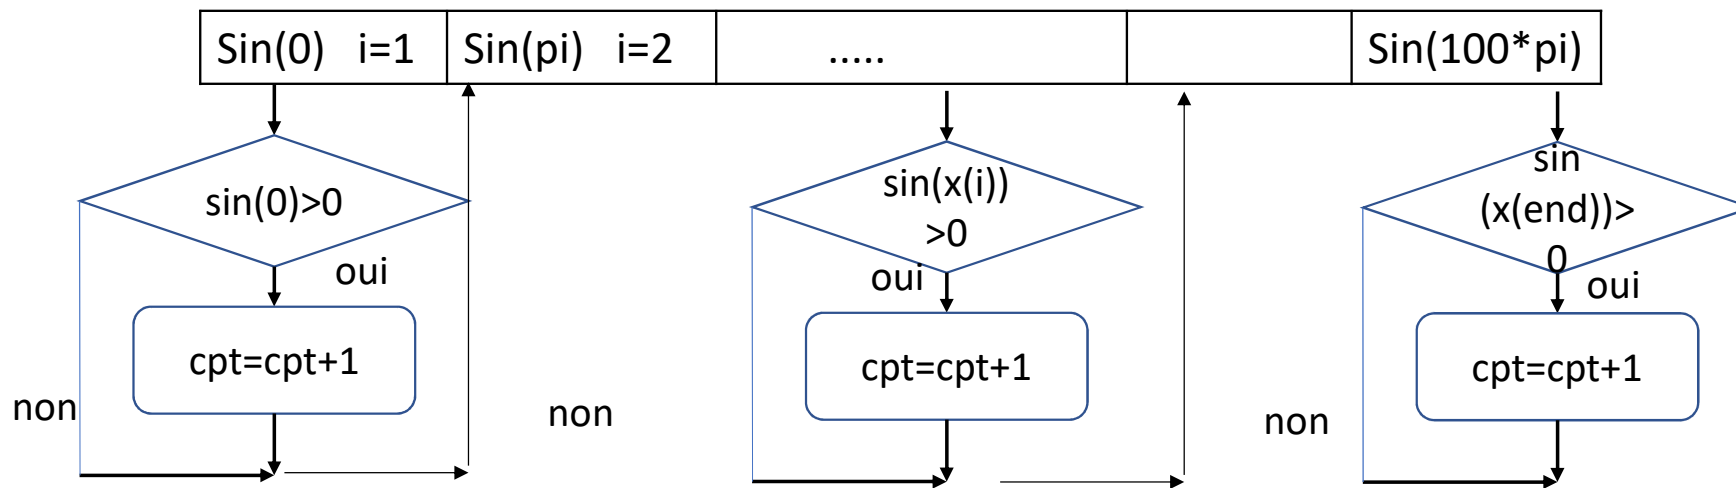 Sin(0) i=1
Sin(pi) i=2
.....
Sin(100*pi)
sin(0)>0
oui
cpt=cpt+1
non
sin(x(i))
>0
oui
cpt=cpt+1
non
sin
(x(end))>
0
oui
cpt=cpt+1
non